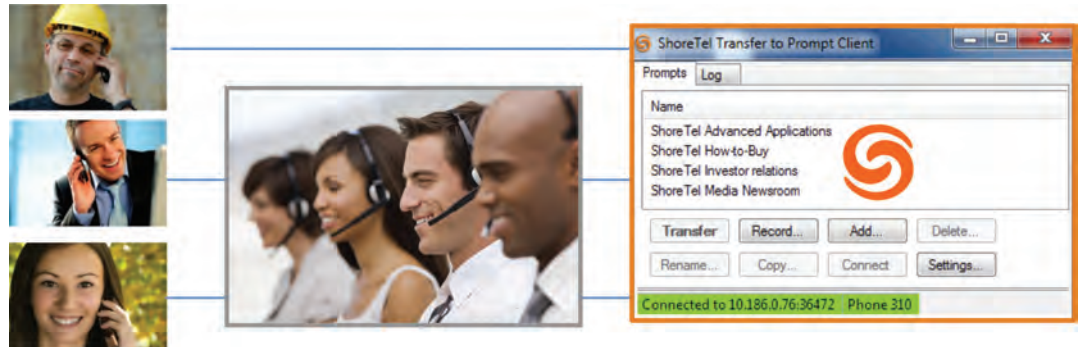 ShoreTel Transfer to Prompt Client
Prompts Log
Name
ShoreTel Advanced Applications
ShoreTel How-to-Buy
ShoreTel Investor relations
ShoreTel Media Newsroom
Transfer Record... Add... Delete...
Rename... Copy... Connect Settings...
Connected to 10.186.0.76:36472 Phone 310